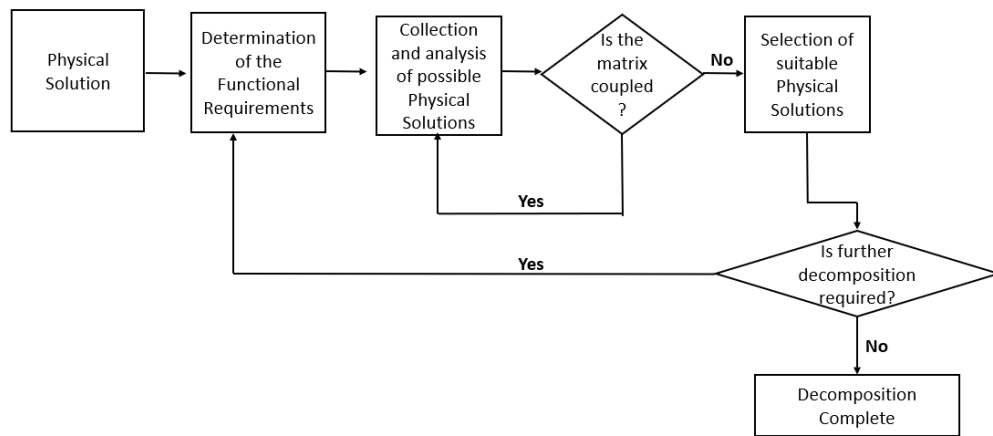 Physical
Solution
Determination
of the
Functional
Requirements
Collection
and analysis
of possible
Physical
Solutions
Is the
matrix
coupled
?
No
Selection of
suitable
Physical
Solutions
Yes
Is further
decomposition
required?
Yes
No
Decomposition
Complete